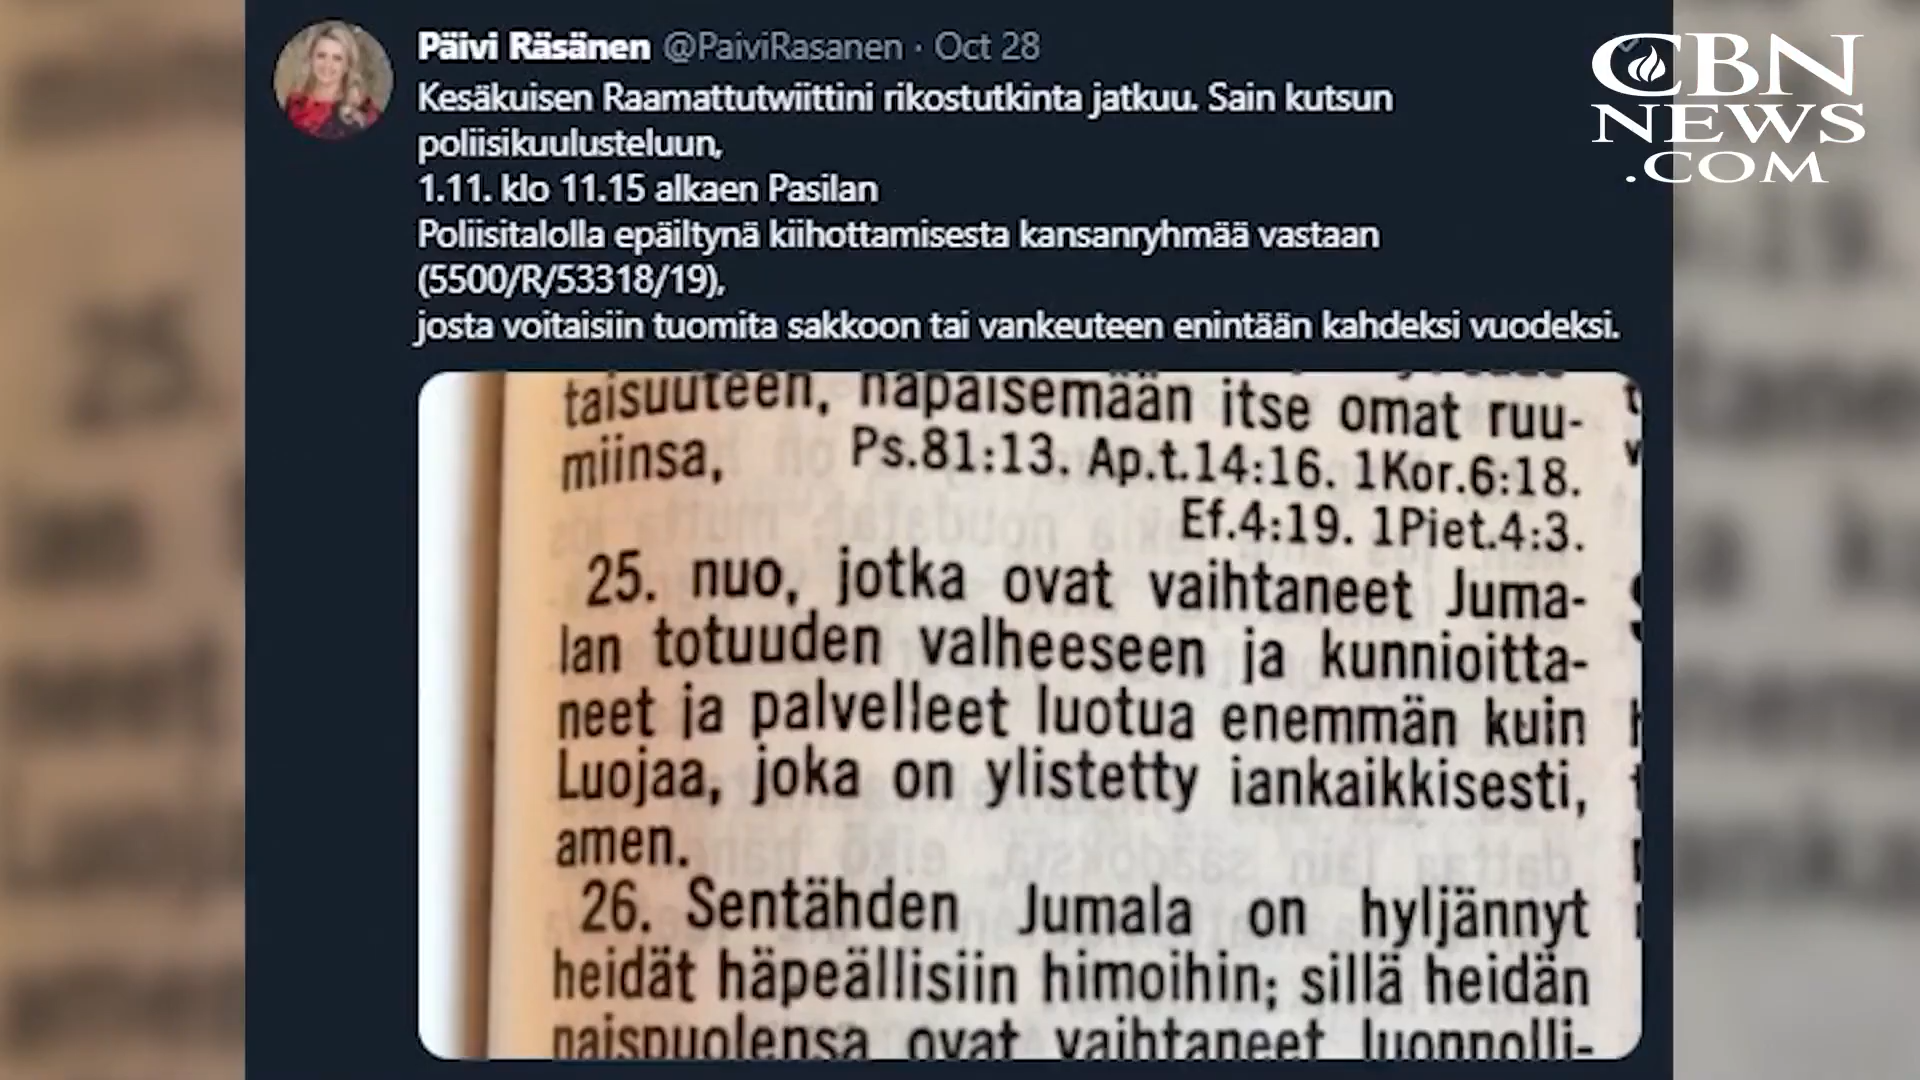 Päivi Räsänen @PaiviRasanen · Oct 28
Kesäkuisen Raamattutwiittini rikostutkinta jatkuu. Sain kutsun
poliisikuulusteluun,
1.11. klo 11.15 alkaen Pasilan
Poliisitalolla epäiltynä kiihottamisesta kansanryhmää vastaan
(5500/R/53318/19),
josta voitaisiin tuomita sakkoon tai vankeuteen enintään kahdeksi vuodeksi.
CBN
NEWS
.COM
taisuuteen, häpäisemään itse omat ruu-
miinsa, Ps.81:13. Ap.t.14:16. 1Kor.6:18.
Ef.4:19. 1Piet.4:3.
25. nuo, jotka ovat vaihtaneet Juma-
lan totuuden valheeseen ja kunnioitta-
neet ja palvelleet luotua enemmän kuin
Luojaa, joka on ylistetty iankaikkisesti,
amen.
26. Sentähden Jumala on hyljännyt
heidät häpeällisiin himoihin; sillä heidän
naispuolensa ovat vaihtaneet luonnolli-